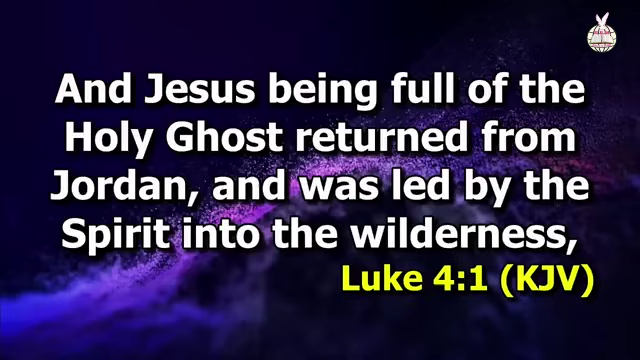 And Jesus being full of the
Holy Ghost returned from
Jordan, and was led by the
Spirit into the wilderness,
Luke 4:1 (KJV)